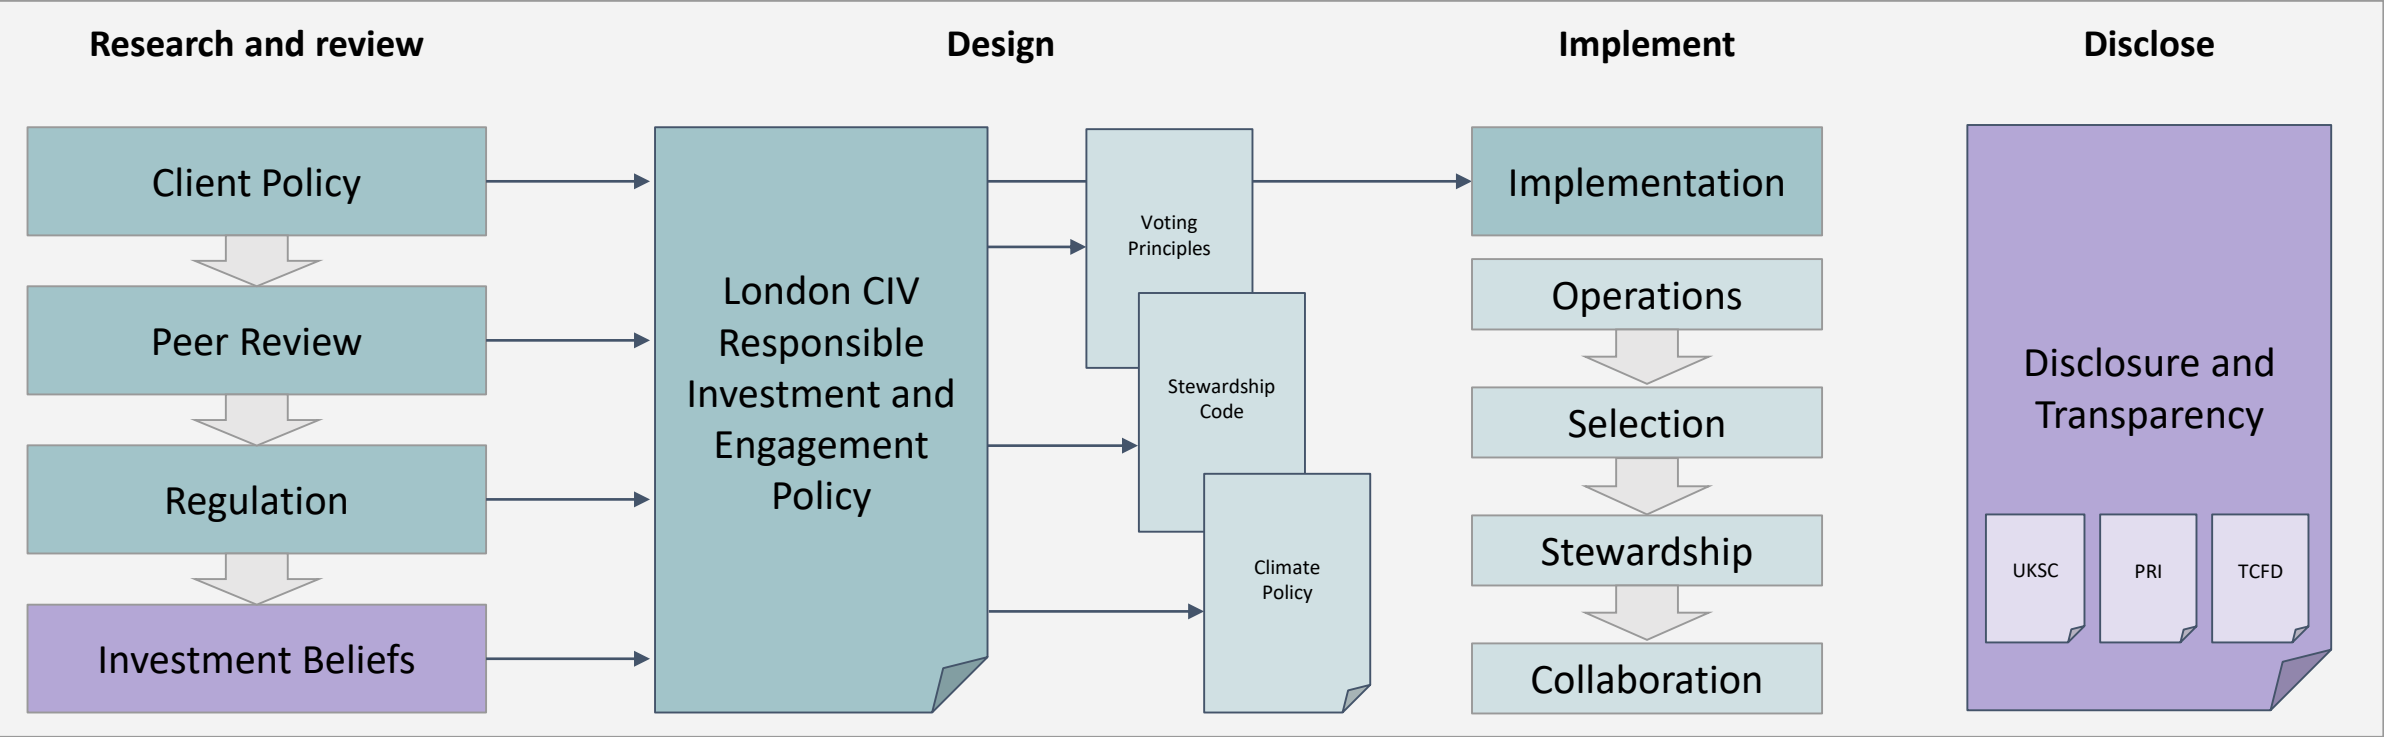 Research and review
Design
Implement
Disclose
Client Policy
Peer Review
Regulation
Investment Beliefs
London CIV
Responsible
Investment and
Engagement
Policy
Voting
Principles
Stewardship
Code
Climate
Policy
Implementation
Operations
Selection
Stewardship
Collaboration
Disclosure and
Transparency
UKSC
PRI
TCFD